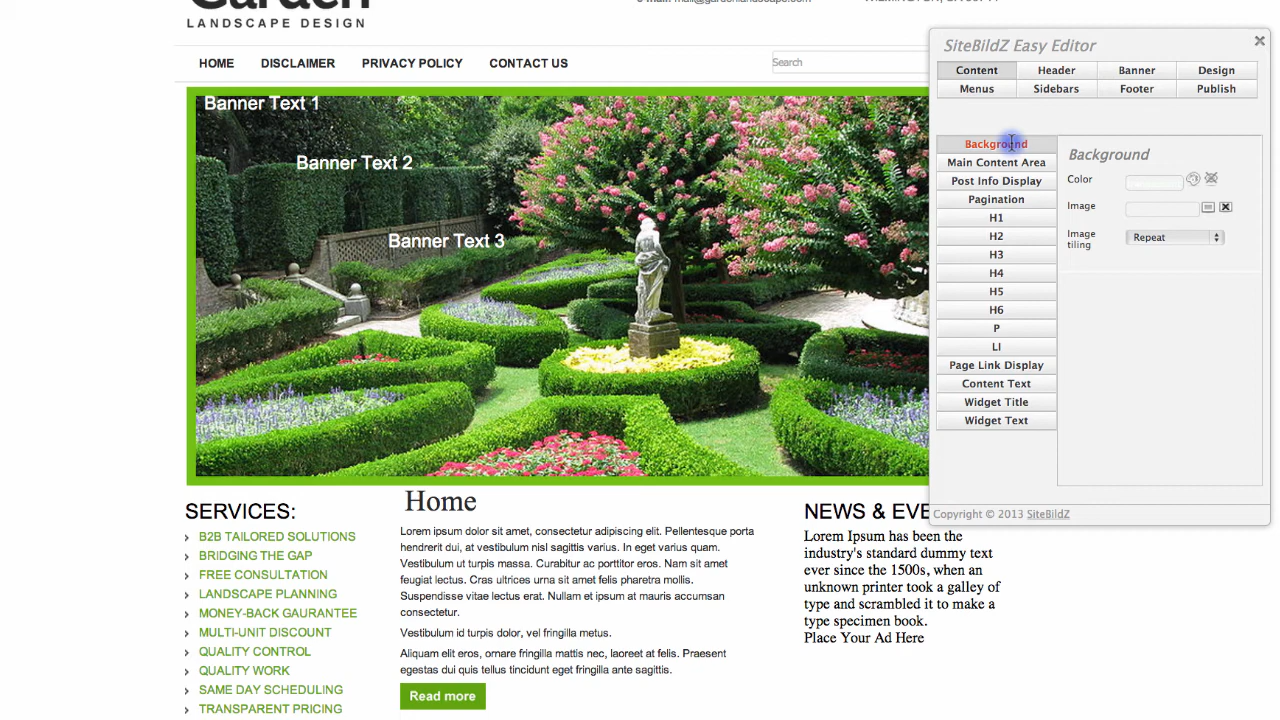 Garden
LANDSCAPE DESIGN
e-mail mail@gardenlandscape.com
HOME DISCLAIMER PRIVACY POLICY CONTACT US
Search
Banner Text 1
Banner Text 2
Banner Text 3
SERVICES:
B2B TAILORED SOLUTIONS
BRIDGING THE GAP
FREE CONSULTATION
LANDSCAPE PLANNING
MONEY-BACK GAURANTEE
MULTI-UNIT DISCOUNT
QUALITY CONTROL
QUALITY WORK
SAME DAY SCHEDULING
TRANSPARENT PRICING
Home
Lorem ipsum dolor sit amet, consectetur adipiscing elit. Pellentesque porta
hendrerit dui, at vestibulum nisl sagittis varius. In eget varius quam.
Vestibulum ut turpis massa. Curabitur ac porttitor eros. Nam sit amet
feugiat lectus. Cras ultrices urna sit amet felis pharetra mollis.
Suspendisse vitae lectus erat. Nullam et ipsum at mauris accumsan
consectetur.
Vestibulum id turpis dolor, vel fringilla metus.
Aliquam elit eros, ornare fringilla mattis nec, laoreet at felis. Praesent
egestas dui quis tellus tincidunt eget fringilla ante sagittis.
Read more
NEWS & EVE
Lorem Ipsum has been the
industry's standard dummy text
ever since the 1500s, when an
unknown printer took a galley of
type and scrambled it to make a
type specimen book.
Place Your Ad Here
SiteBildZ Easy Editor
Content Header Banner Design
Menus Sidebars Footer Publish
Background
Main Content Area
Post Info Display
Pagination
H1
H2
H3
H4
H5
H6
P
LI
Page Link Display
Content Text
Widget Title
Widget Text
Background
Color
Image
Image
tiling
Repeat
Copyright © 2013 SiteBildZ